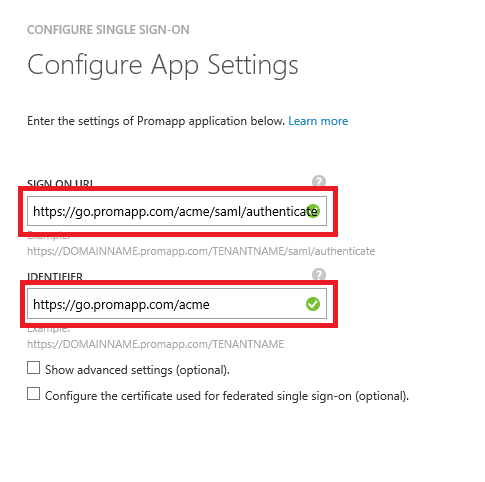 CONFIGURE SINGLE SIGN-ON
Configure App Settings
Enter the settings of Promapp application below. Learn more
SIGN ON URL ?
https://go.promapp.com/acme/saml/authenticate
Example:
https://DOMAINNAME.promapp.com/TENANTNAME/saml/authenticate
IDENTIFIER ?
https://go.promapp.com/acme
Example:
https://DOMAINNAME.promapp.com/TENANTNAME
Show advanced settings (optional).
Configure the certificate used for federated single sign-on (optional).